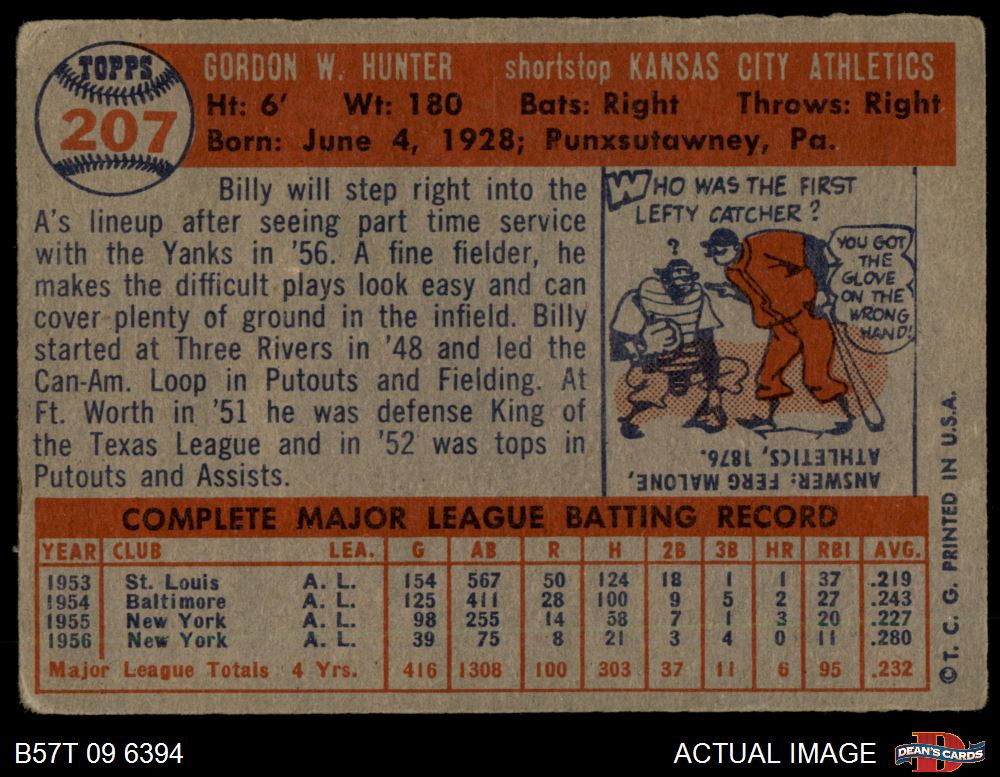 TOPPS
207
GORDON W. HUNTER shortstop KANSAS CITY ATHLETICS
Ht: 6' Wt: 180 Bats: Right Throws: Right
Born: June 4, 1928; Punxsutawney, Pa.
Billy will step right into the
A's lineup after seeing part time service
with the Yanks in '56. A fine fielder, he
makes the difficult plays look easy and can
cover plenty of ground in the infield. Billy
started at Three Rivers in '48 and led the
Can-Am. Loop in Putouts and Fielding. At
Ft. Worth in '51 he was defense King of
the Texas League and in '52 was tops in
Putouts and Assists.
WHO WAS THE FIRST
LEFTY CATCHER?
?
YOU GOT
THE
GLOVE
ON THE
WRONG
HAND!
ANSWER: FERG MALONE,
ATHLETICS, 1876.
COMPLETE MAJOR LEAGUE BATTING RECORD
YEAR CLUB LEA. G AB R H 2B 3B HR RBI AVG.
1953 St. Louis A. L. 154 567 50 124 18 1 1 37 .219
1954 Baltimore A. L. 125 411 28 100 9 5 2 27 .243
1955 New York A. L. 98 255 14 58 7 1 3 20 .227
1956 New York A. L. 39 75 8 21 3 4 0 11 .280
Major League Totals 4 Yrs. 416 1308 100 303 37 11 6 95 .232
© T. C. G. PRINTED IN U.S.A.
B57T 09 6394
ACTUAL IMAGE
D
DEAN'S CARDS